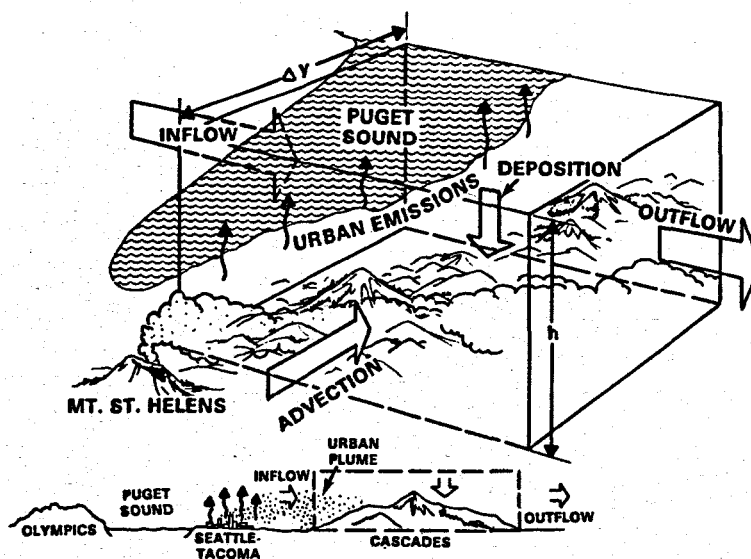 Δy
INFLOW
PUGET
SOUND
DEPOSITION
URBAN EMISSIONS
OUTFLOW
h
MT. ST. HELENS
ADVECTION
URBAN
PLUME
INFLOW
PUGET
SOUND
OLYMPICS
SEATTLE-
TACOMA
CASCADES
OUTFLOW